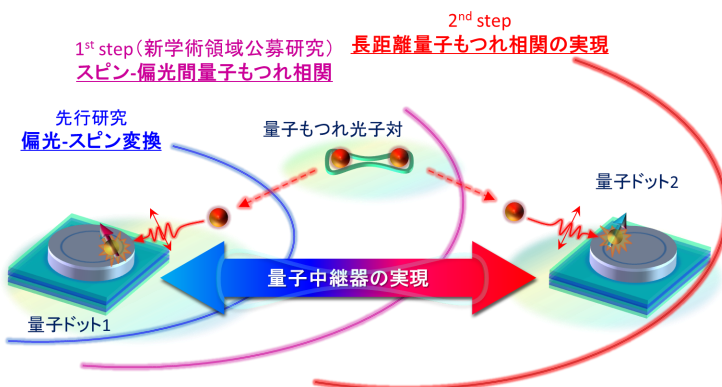 2nd step
長距離量子もつれ相関の実現
1st step（新学術領域公募研究）
スピン-偏光間量子もつれ相関
先行研究
偏光-スピン変換
量子もつれ光子対
量子ドット2
量子中継器の実現
量子ドット1